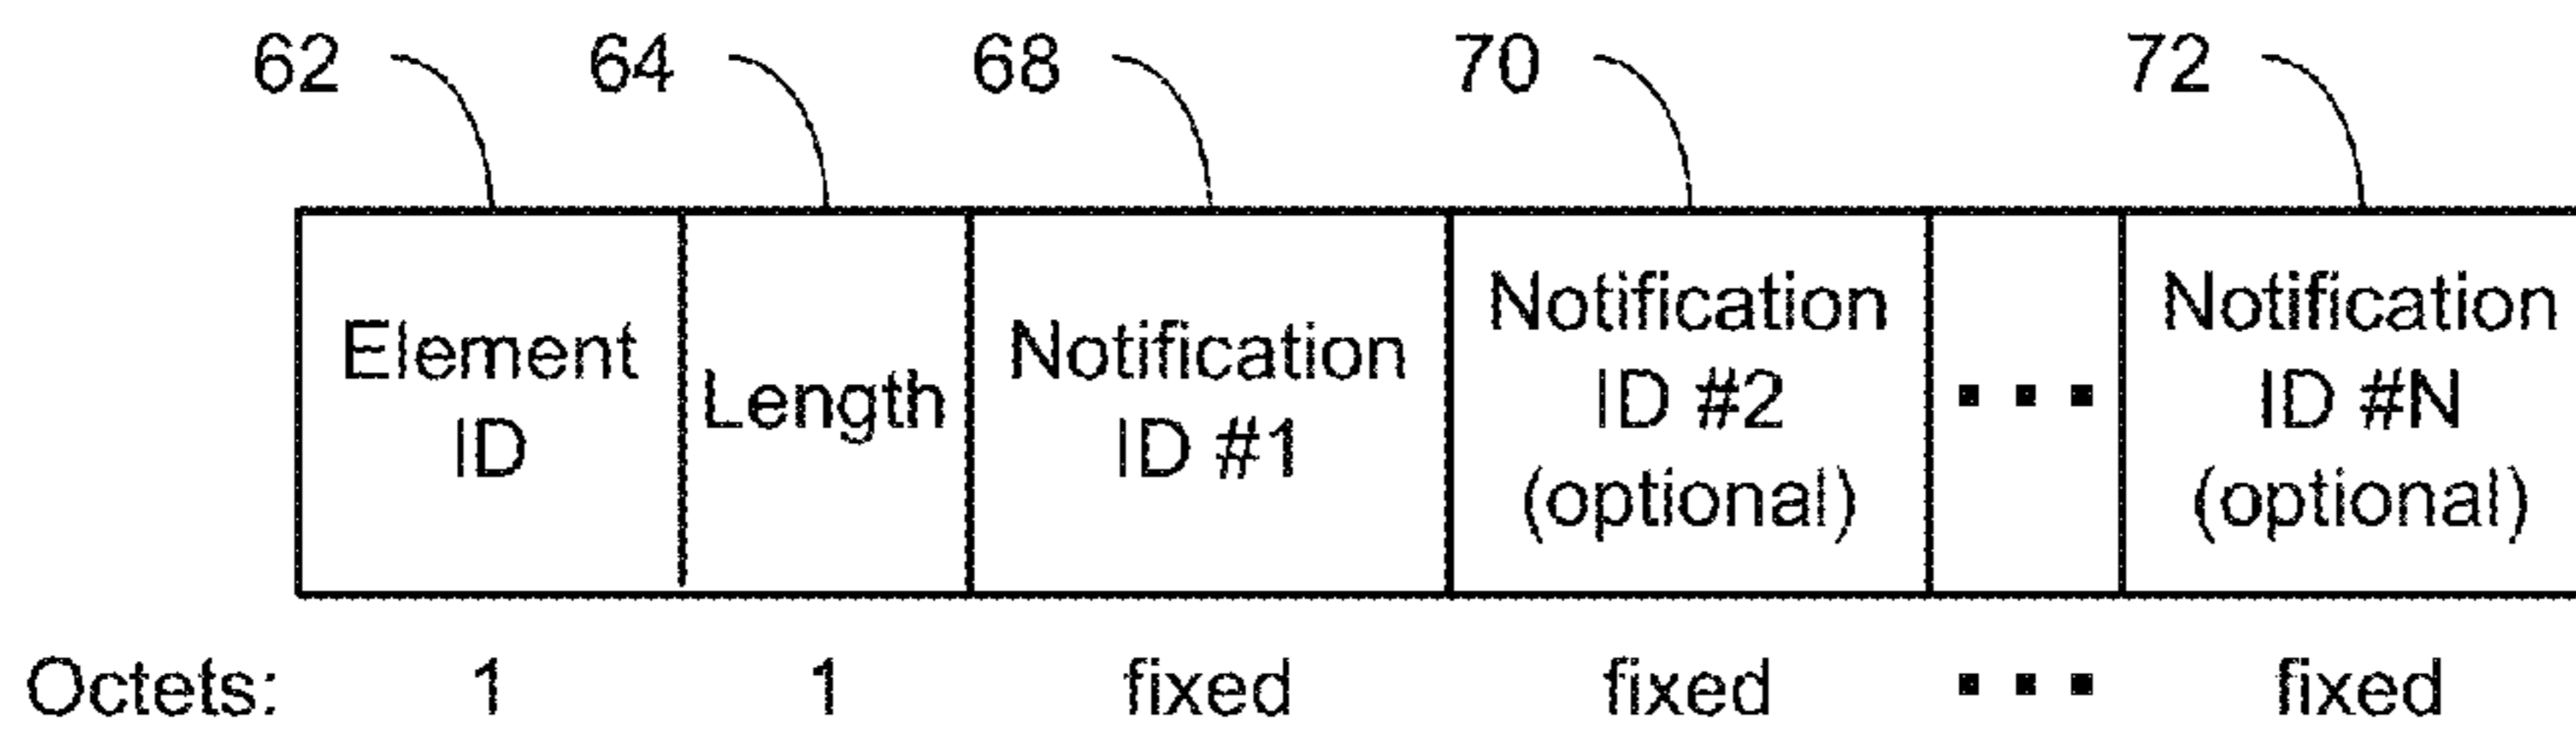 62 64 68 70 72
Element
ID
Length
Notification
ID #1
Notification
ID #2
(optional)
...
Notification
ID #N
(optional)
Octets: 1 1 fixed fixed ... fixed